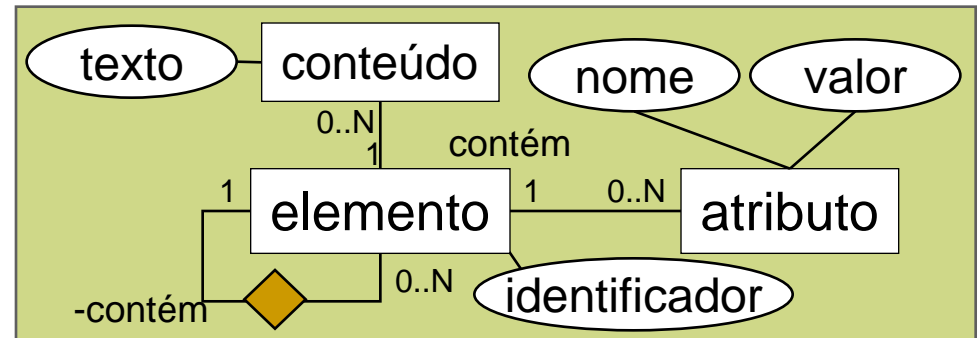 texto
conteúdo
nome
valor
0..N
1
contém
1
elemento
1
0..N
atributo
0..N
identificador
-contém